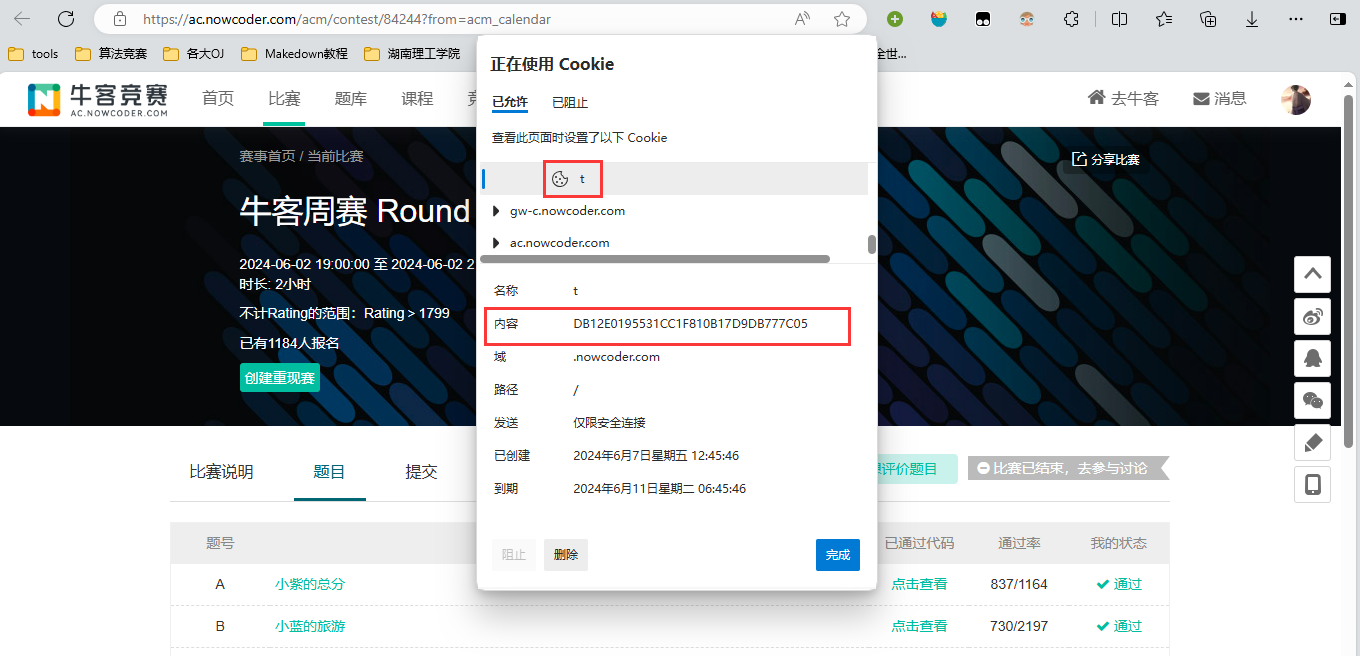 https://ac.nowcoder.com/acm/contest/84244?from=acm_calendar
tools 算法竞赛 各大OJ Makedown教程 湖南理工学院 全世...
正在使用 Cookie
已允许 已阻止
查看此页面时设置了以下 Cookie
t
gw-c.nowcoder.com
ac.nowcoder.com
名称 t
内容 DB12E0195531CC1F810B17D9DB777C05
域 .nowcoder.com
路径 /
发送 仅限安全连接
已创建 2024年6月7日星期五 12:45:46
到期 2024年6月11日星期二 06:45:46
阻止 删除 完成
牛客竞赛
AC.NOWCODER.COM
首页 比赛 题库 课程 去牛客 消息
赛事首页 / 当前比赛
分享比赛
牛客周赛 Round
2024-06-02 19:00:00 至 2024-06-02 2
时长: 2小时
不计Rating的范围：Rating > 1799
已有1184人报名
创建重现赛
比赛说明 题目 提交 评价题目 比赛已结束，去参与讨论
题号 已通过代码 通过率 我的状态
A 小紫的总分 点击查看 837/1164 通过
B 小蓝的旅游 点击查看 730/2197 通过